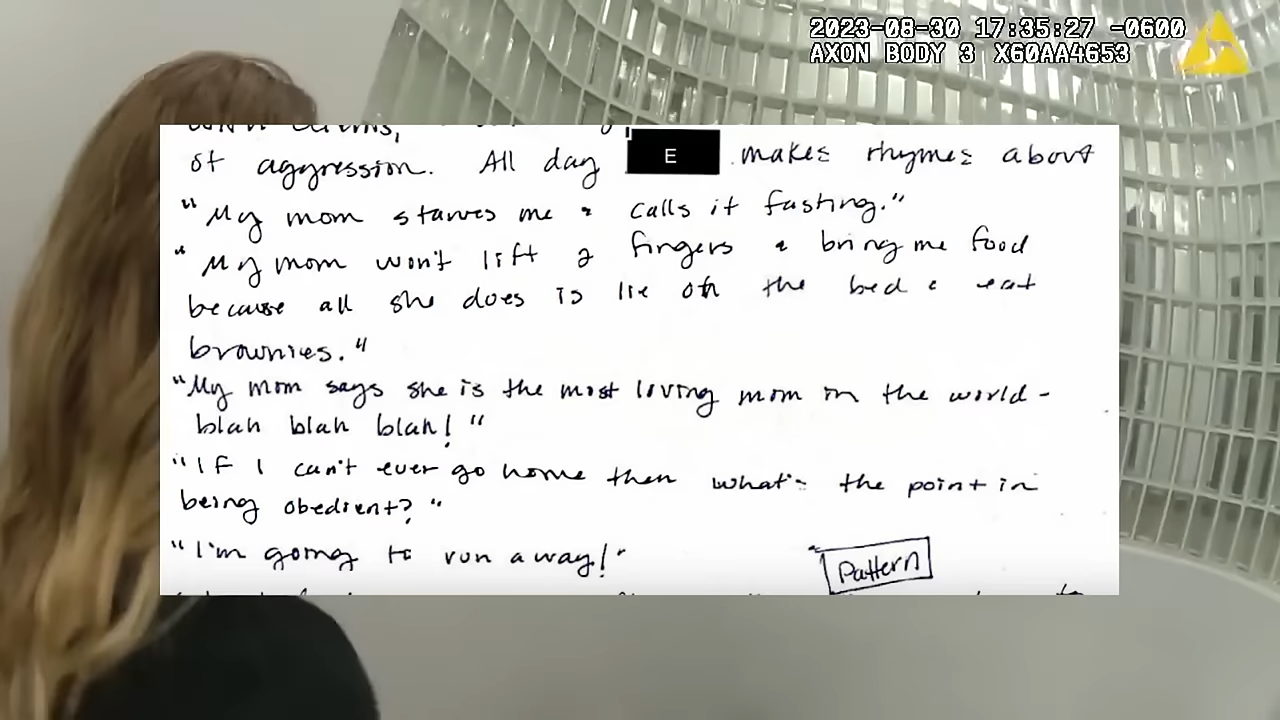 2023-08-30 17:35:27 -0600
AXON BODY 3 X60AA4653
of aggression. All day E makes rhymes about
"My mom starves me & calls it fasting."
"My mom won't lift 2 fingers & bring me food
because all she does is lie on the bed & eat
brownies."
"My mom says she is the most loving mom in the world -
blah blah blah!"
"If I can't ever go home then what's the point in
being obedient?"
"I'm going to run away!"
Pattern